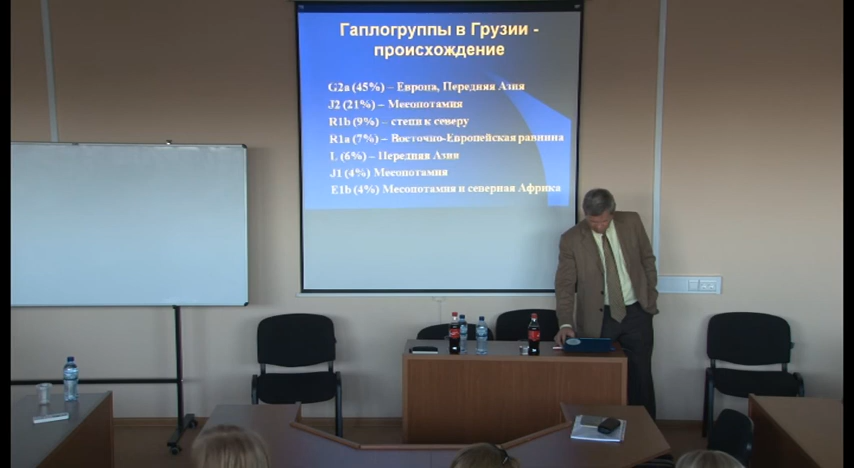 Гаплогруппы в Грузии -
происхождение
G2a (45%) – Европа, Передняя Азия
J2 (21%) – Месопотамия
R1b (9%) – степи к северу
R1a (7%) – Восточно-Европейская равнина
L (6%) – Передняя Азия
J1 (4%) Месопотамия
E1b (4%) Месопотамия и северная Африка